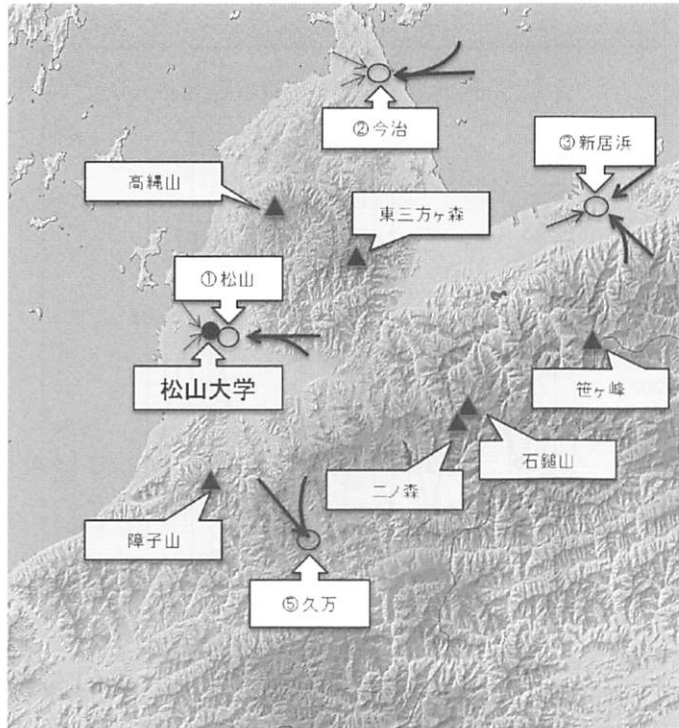 ②今治
③新居浜
高縄山
東三方ヶ森
①松山
松山大学
笹ヶ峰
石鎚山
二ノ森
障子山
⑤久万